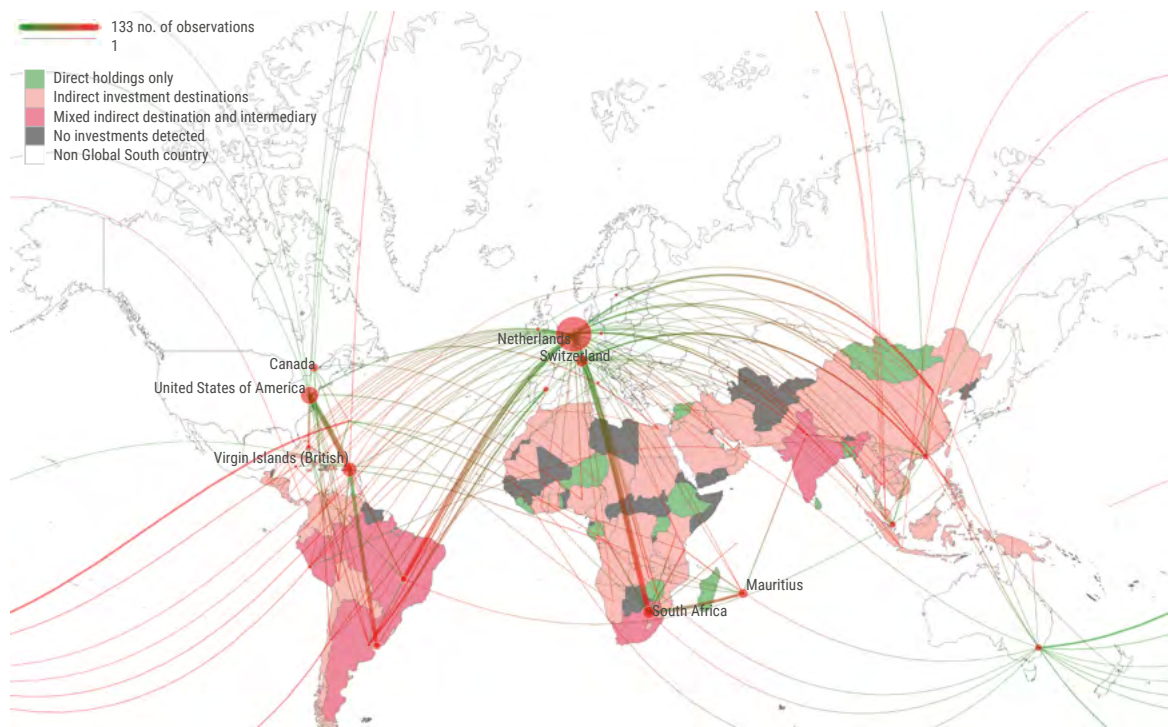 133 no. of observations
1
Direct holdings only
Indirect investment destinations
Mixed indirect destination and intermediary
No investments detected
Non Global South country
Netherlands
Switzerland
Canada
United States of America
Virgin Islands (British)
Mauritius
South Africa